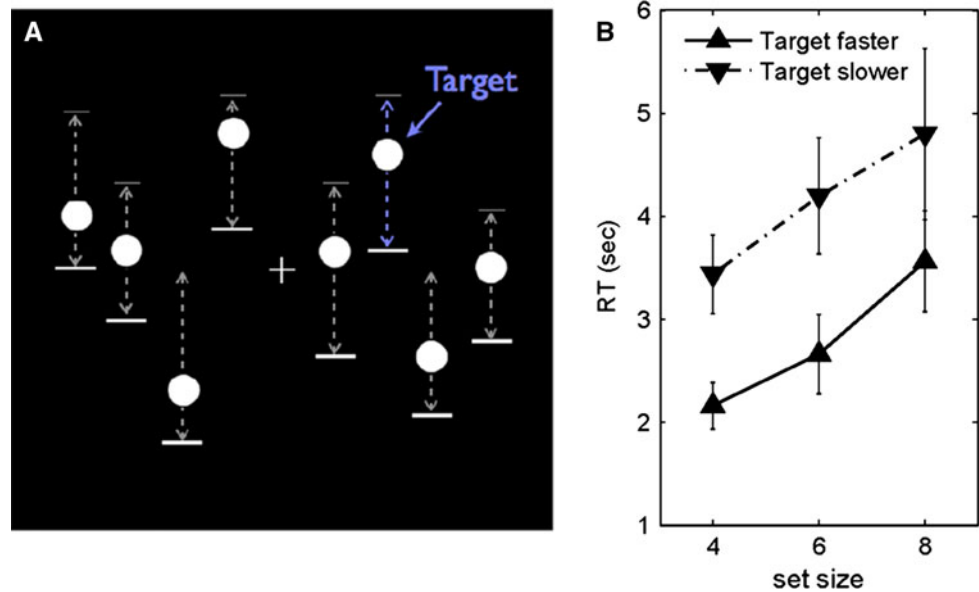 A
Target
B
Target faster
Target slower
6
5
4
3
2
1
RT (sec)
4 6 8
set size